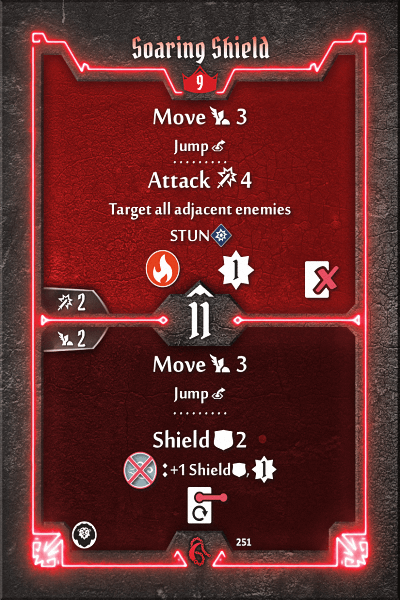 Soaring Shield
9
Move 3
Jump
Attack 4
Target all adjacent enemies
STUN
1
2
11
2
Move 3
Jump
Shield 2
: +1 Shield, 1
251